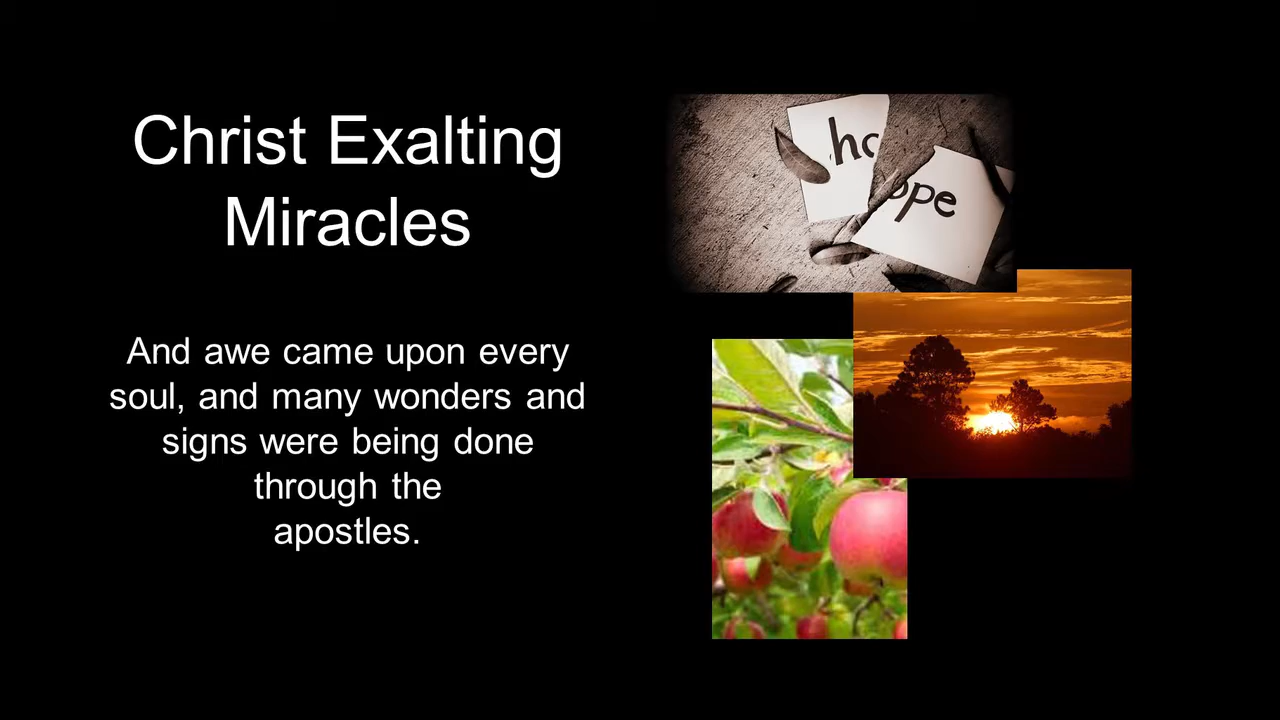 Christ Exalting
Miracles
And awe came upon every
soul, and many wonders and
signs were being done
through the
apostles.
ho
ope